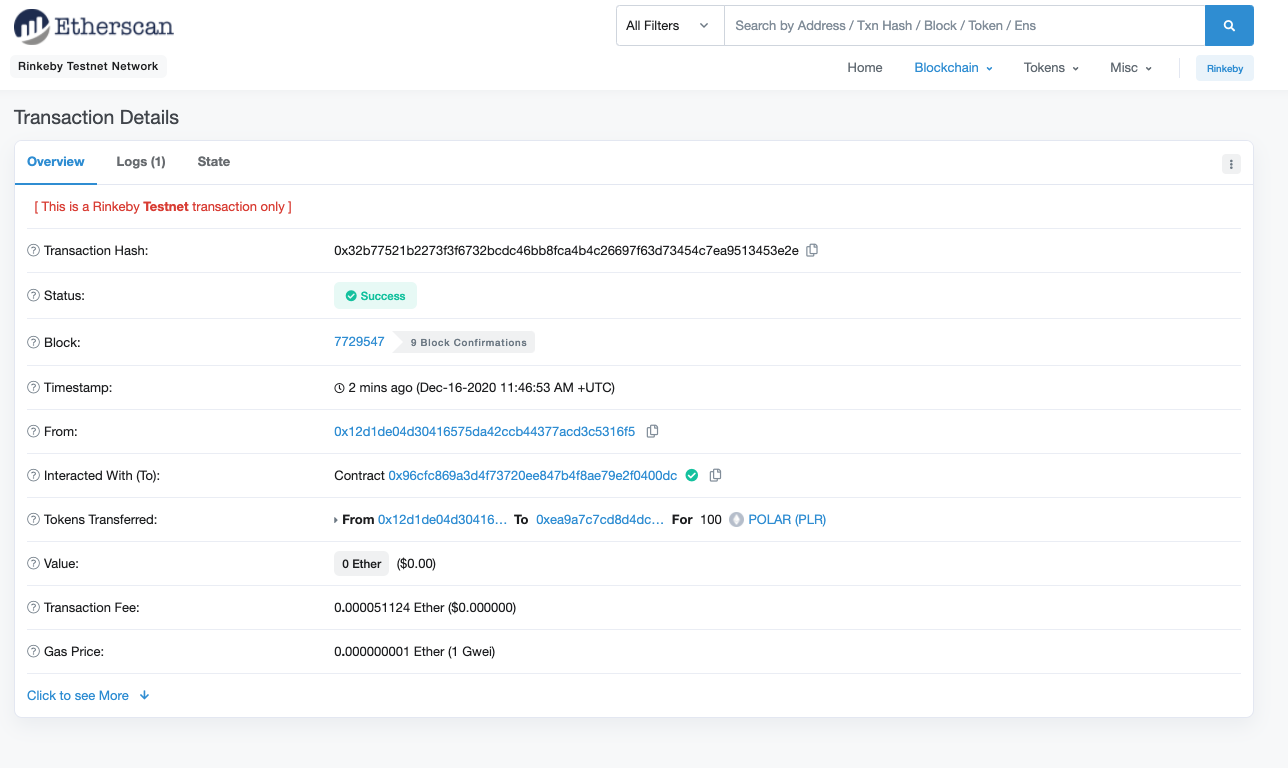 Etherscan
All Filters Search by Address / Txn Hash / Block / Token / Ens
Rinkeby Testnet Network
Home Blockchain Tokens Misc Rinkeby
Transaction Details
Overview Logs (1) State
[ This is a Rinkeby Testnet transaction only ]
Transaction Hash: 0x32b77521b2273f3f6732bcdc46bb8fca4b4c26697f63d73454c7ea9513453e2e
Status: Success
Block: 7729547 9 Block Confirmations
Timestamp: 2 mins ago (Dec-16-2020 11:46:53 AM +UTC)
From: 0x12d1de04d30416575da42ccb44377acd3c5316f5
Interacted With (To): Contract 0x96cfc869a3d4f73720ee847b4f8ae79e2f0400dc
Tokens Transferred: From 0x12d1de04d30416... To 0xea9a7c7cd8d4dc... For 100 POLAR (PLR)
Value: 0 Ether ($0.00)
Transaction Fee: 0.000051124 Ether ($0.000000)
Gas Price: 0.000000001 Ether (1 Gwei)
Click to see More